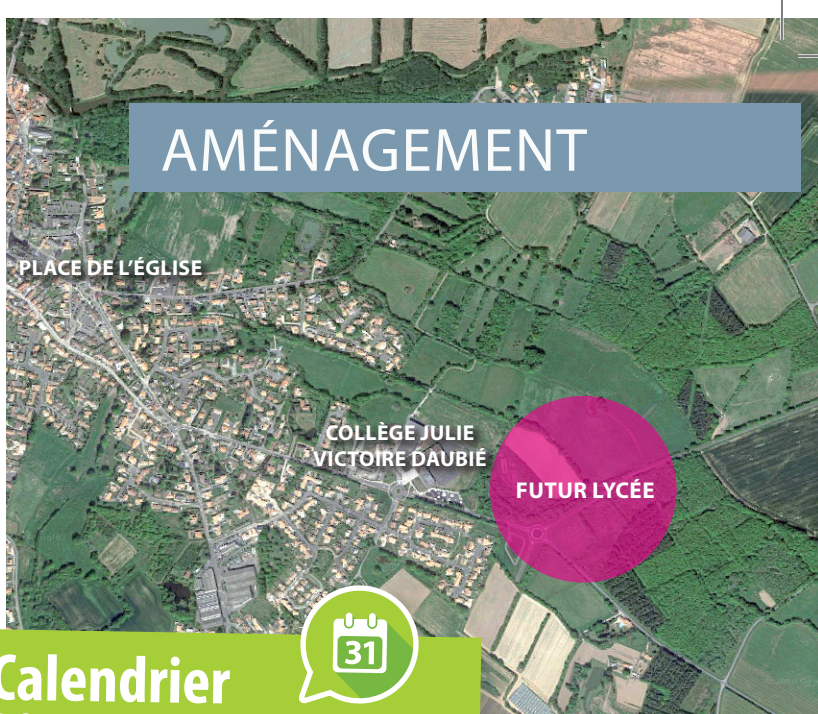 AMÉNAGEMENT
PLACE DE L'ÉGLISE
COLLÈGE JULIE
VICTOIRE DAUBIÉ
FUTUR LYCÉE
31
Calendrier